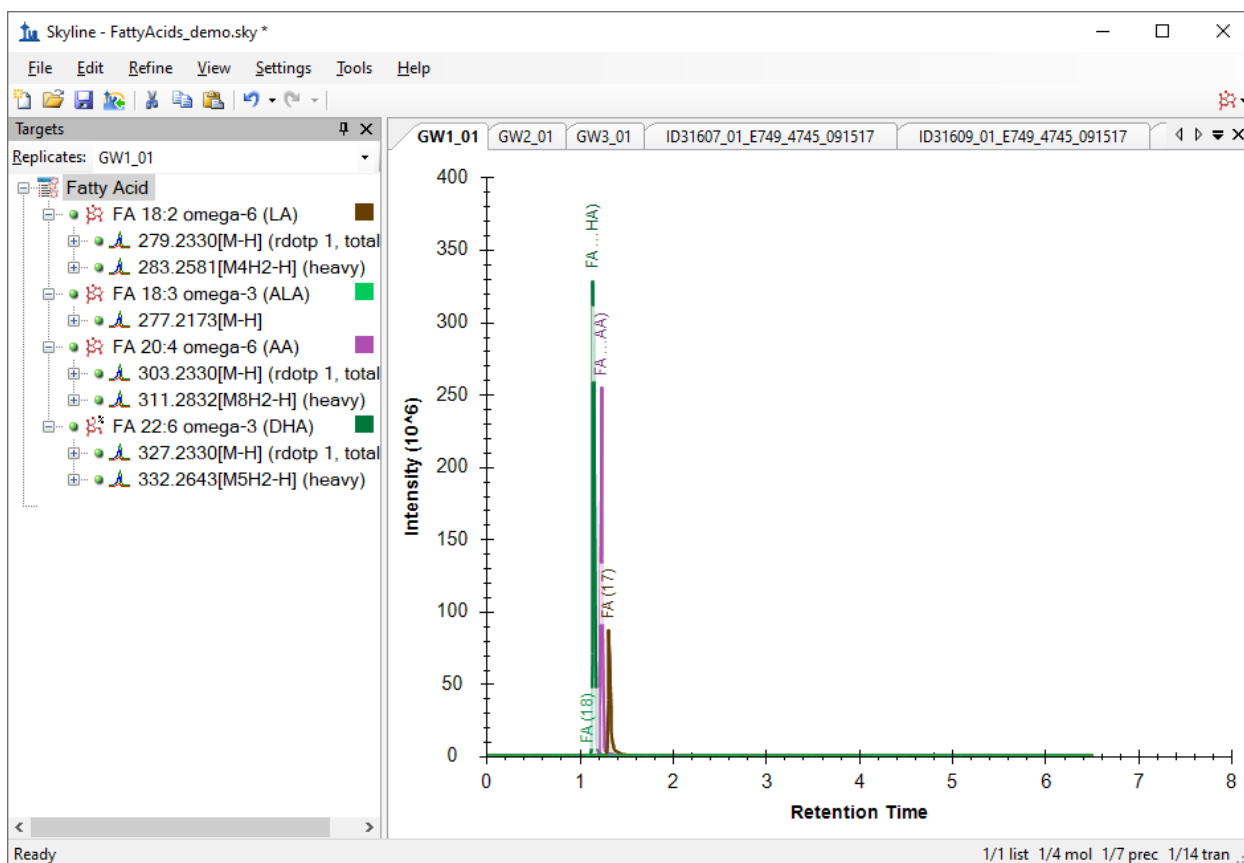 Skyline - FattyAcids_demo.sky *
File Edit Refine View Settings Tools Help
Targets
Replicates: GW1_01
Fatty Acid
FA 18:2 omega-6 (LA)
279.2330[M-H] (rdotp 1, total
283.2581[M4H2-H] (heavy)
FA 18:3 omega-3 (ALA)
277.2173[M-H]
FA 20:4 omega-6 (AA)
303.2330[M-H] (rdotp 1, total
311.2832[M8H2-H] (heavy)
FA 22:6 omega-3 (DHA)
327.2330[M-H] (rdotp 1, total
332.2643[M5H2-H] (heavy)
GW1_01 GW2_01 GW3_01 ID31607_01_E749_4745_091517 ID31609_01_E749_4745_091517
400
350
300
250
200
150
100
50
0
Intensity (10^6)
FA ...HA)
FA ...AA)
FA (17)
FA (18)
0 1 2 3 4 5 6 7 8
Retention Time
Ready
1/1 list 1/4 mol 1/7 prec 1/14 tran